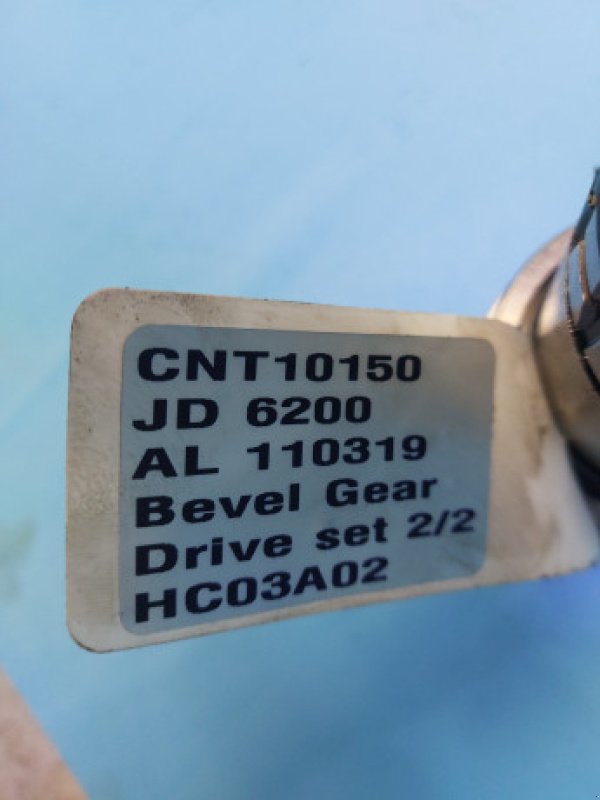 CNT10150
JD 6200
AL 110319
Bevel Gear
Drive set 2/2
HC03A02